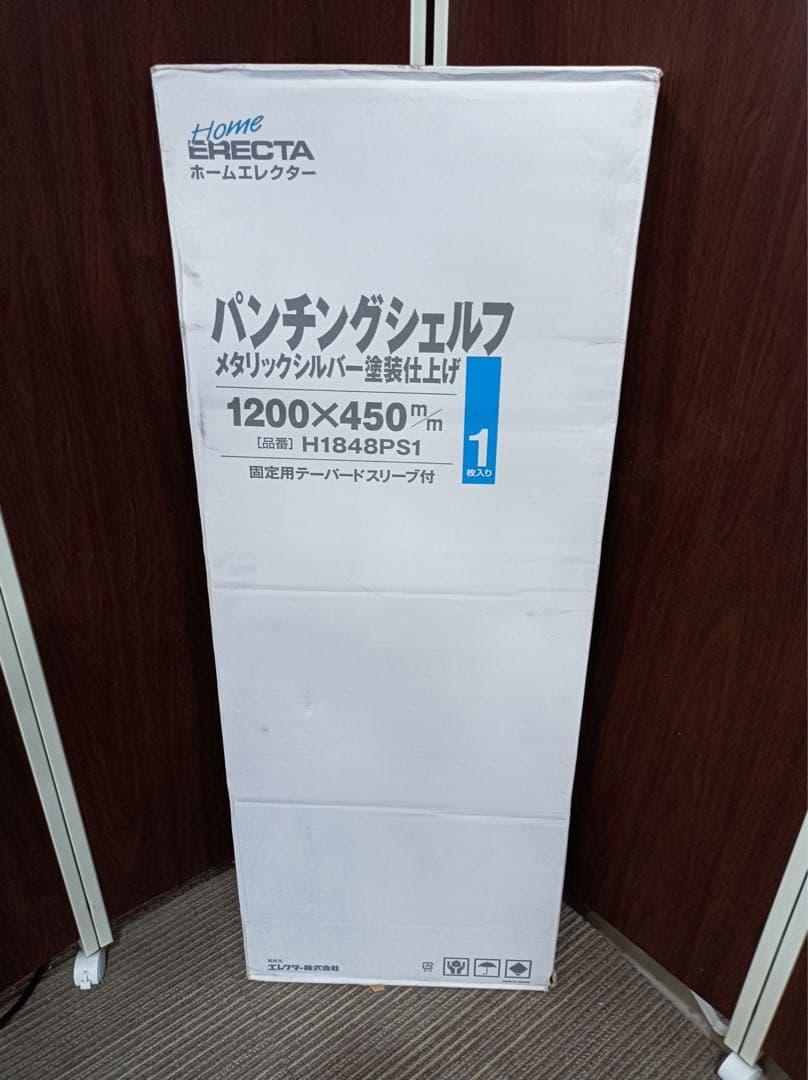 Home
ERECTA
ホームエレクター
パンチングシェルフ
メタリックシルバー塗装仕上げ
1200×450m/m
[品番] H1848PS1
固定用テーパードスリーブ付
1
枚入り
発売元
エレクター株式会社